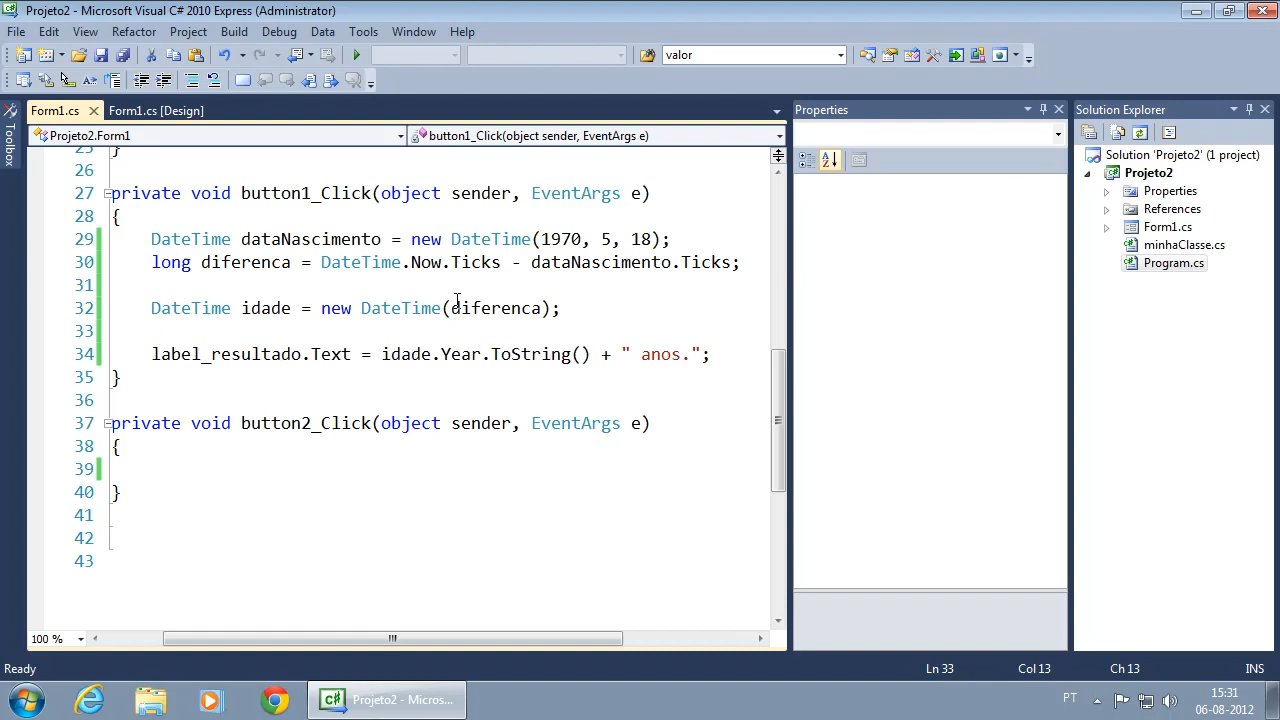 Projeto2 - Microsoft Visual C# 2010 Express (Administrator)
File Edit View Refactor Project Build Debug Data Tools Window Help
valor
Form1.cs Form1.cs [Design]
Projeto2.Form1 button1_Click(object sender, EventArgs e)
25 }
26
27 private void button1_Click(object sender, EventArgs e)
28 {
29 DateTime dataNascimento = new DateTime(1970, 5, 18);
30 long diferenca = DateTime.Now.Ticks - dataNascimento.Ticks;
31
32 DateTime idade = new DateTime(diferenca);
33
34 label_resultado.Text = idade.Year.ToString() + " anos.";
35 }
36
37 private void button2_Click(object sender, EventArgs e)
38 {
39
40 }
41
42
43
100 %
Toolbox
Properties
Solution Explorer
Solution 'Projeto2' (1 project)
Projeto2
Properties
References
Form1.cs
minhaClasse.cs
Program.cs
Ready Ln 33 Col 13 Ch 13 INS
C# Projeto2 - Micros... PT 15:31
06-08-2012